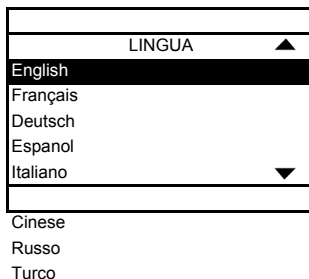 LINGUA
English
Français
Deutsch
Espanol
Italiano
Cinese
Russo
Turco